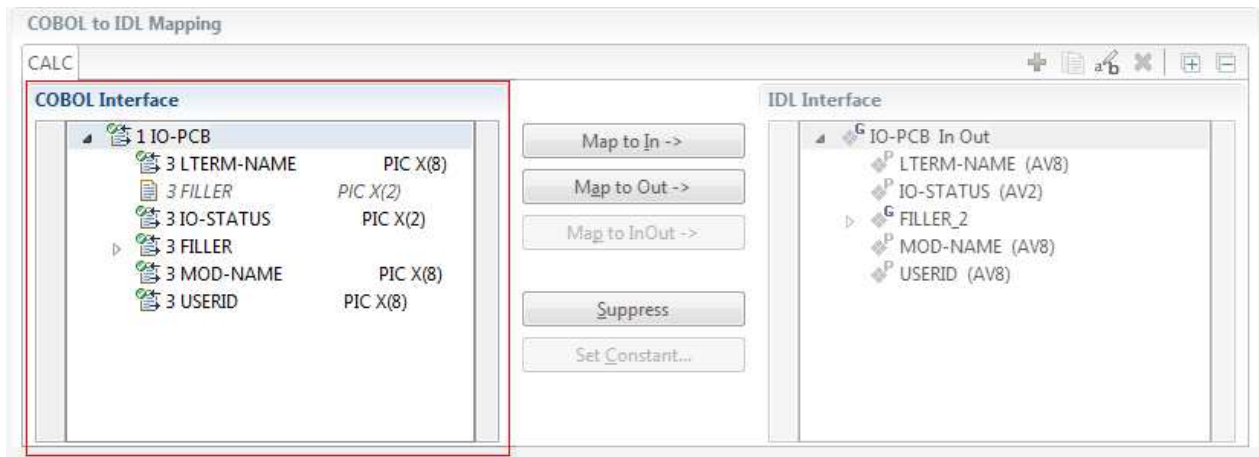 COBOL to IDL Mapping
CALC
COBOL Interface
1 IO-PCB
3 LTERM-NAME PIC X(8)
3 FILLER PIC X(2)
3 IO-STATUS PIC X(2)
3 FILLER
3 MOD-NAME PIC X(8)
3 USERID PIC X(8)
Map to In ->
Map to Out ->
Map to InOut ->
Suppress
Set Constant...
IDL Interface
IO-PCB In Out
LTERM-NAME (AV8)
IO-STATUS (AV2)
FILLER_2
MOD-NAME (AV8)
USERID (AV8)